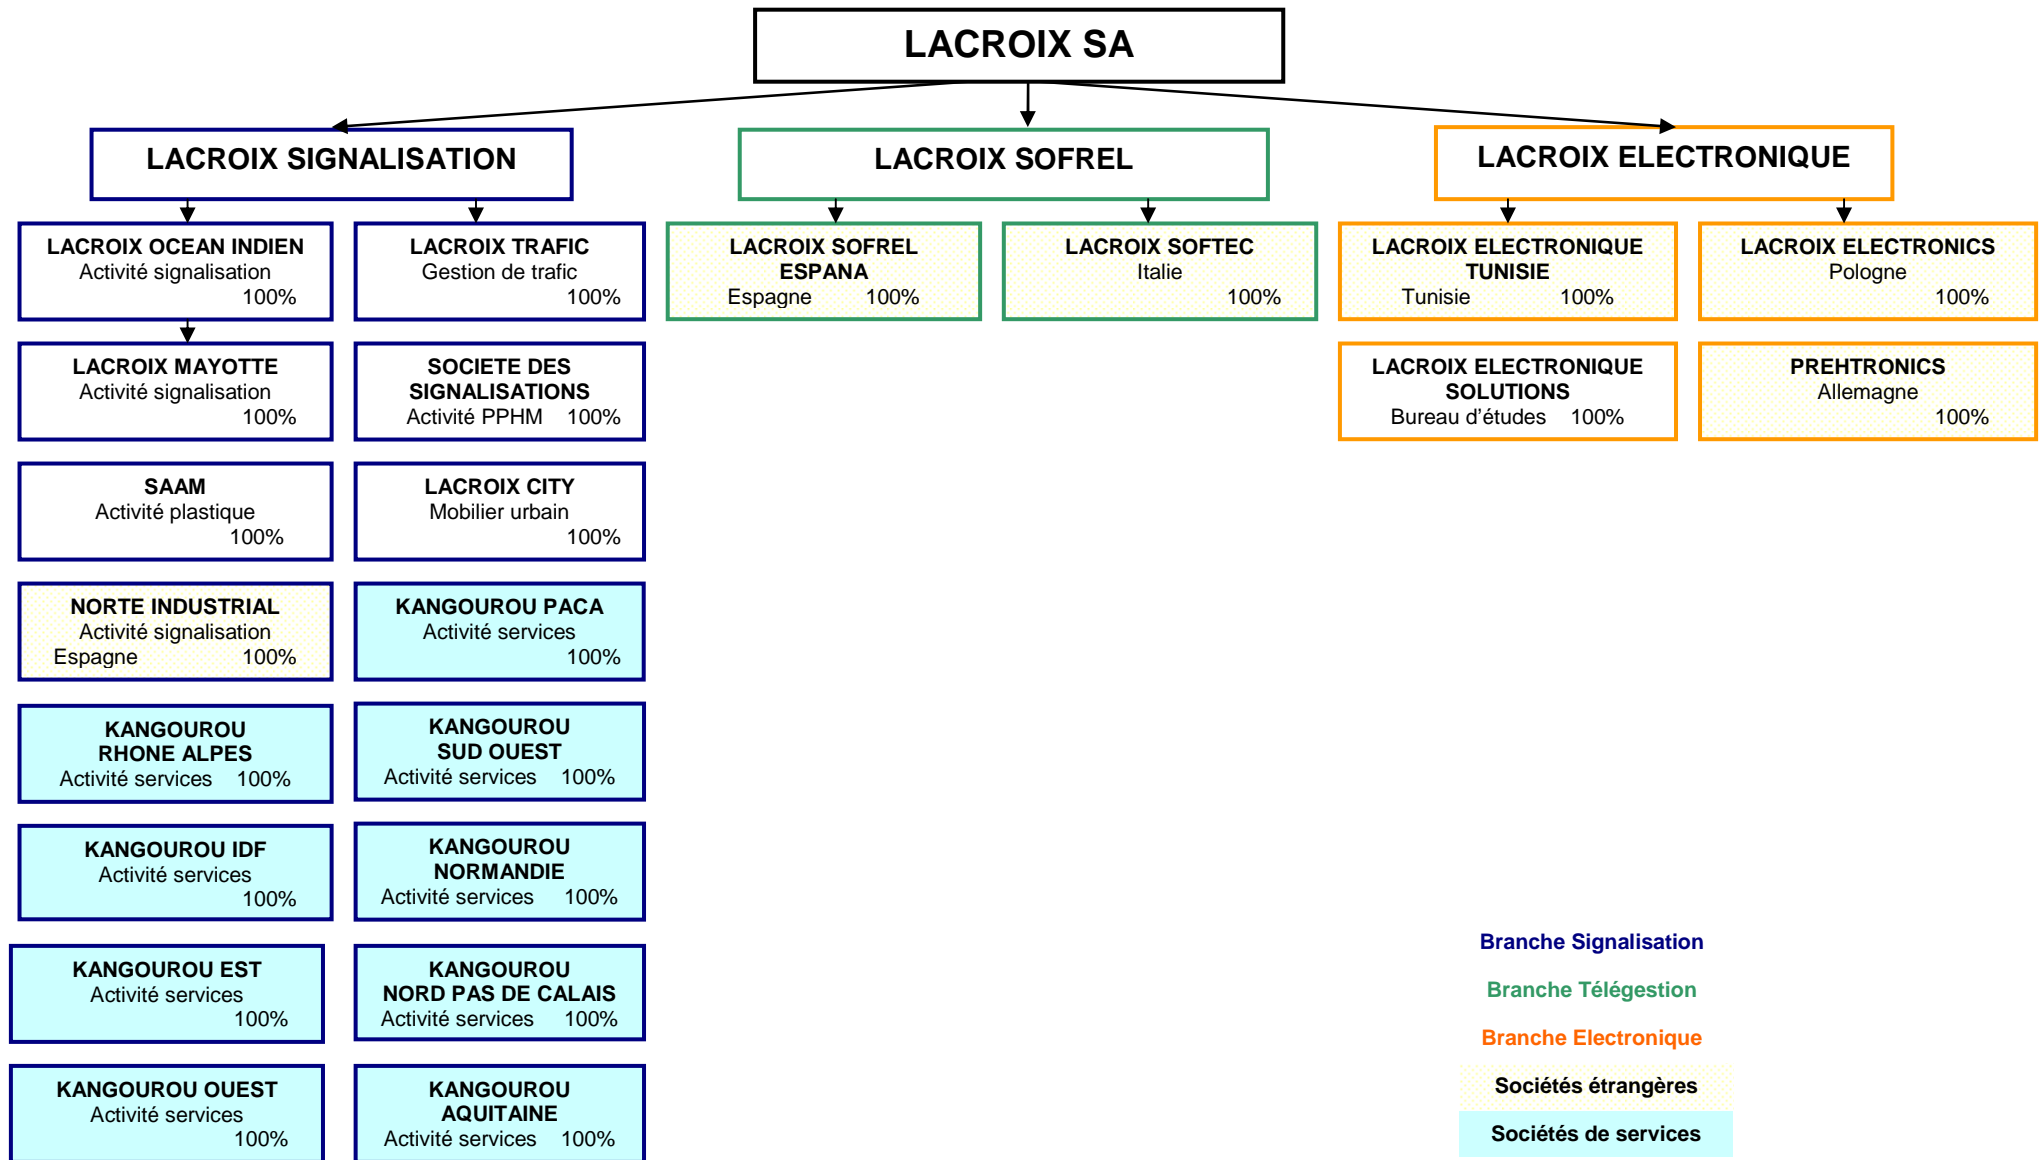 LACROIX SA
LACROIX SIGNALISATION
LACROIX SOFREL
LACROIX ELECTRONIQUE
LACROIX OCEAN INDIEN
Activité signalisation
100%
LACROIX TRAFIC
Gestion de trafic
100%
LACROIX SOFREL
ESPANA
Espagne 100%
LACROIX SOFTEC
Italie
100%
LACROIX ELECTRONIQUE
TUNISIE
Tunisie 100%
LACROIX ELECTRONICS
Pologne
100%
LACROIX MAYOTTE
Activité signalisation
100%
SOCIETE DES
SIGNALISATIONS
Activité PPHM 100%
LACROIX ELECTRONIQUE
SOLUTIONS
Bureau d’études 100%
PREHTRONICS
Allemagne
100%
SAAM
Activité plastique
100%
LACROIX CITY
Mobilier urbain
100%
NORTE INDUSTRIAL
Activité signalisation
Espagne 100%
KANGOUROU PACA
Activité services
100%
KANGOUROU
RHONE ALPES
Activité services 100%
KANGOUROU
SUD OUEST
Activité services 100%
KANGOUROU IDF
Activité services
100%
KANGOUROU
NORMANDIE
Activité services 100%
KANGOUROU EST
Activité services
100%
KANGOUROU
NORD PAS DE CALAIS
Activité services 100%
KANGOUROU OUEST
Activité services
100%
KANGOUROU
AQUITAINE
Activité services 100%
Branche Signalisation
Branche Télégestion
Branche Electronique
Sociétés étrangères
Sociétés de services